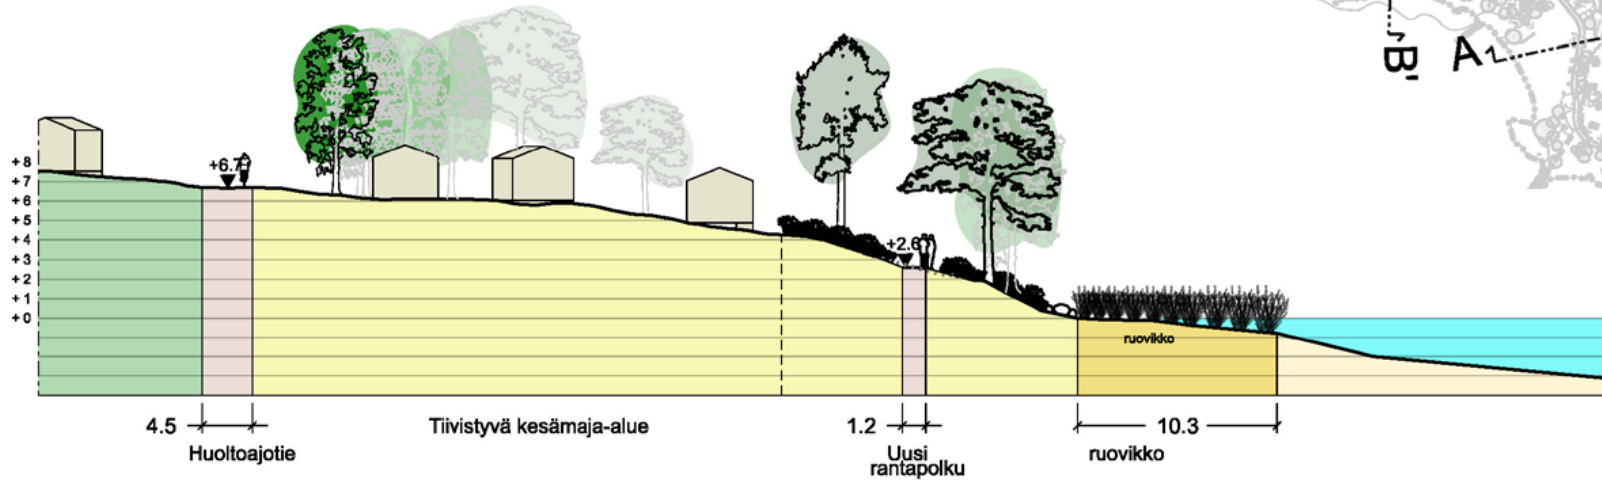 B'
A
+8
+7
+6
+5
+4
+3
+2
+1
+0
+6.7
+2.6
ruovikko
4.5
Tiivistyvä kesämaja-alue
1.2
10.3
Huoltoajotie
Uusi
rantapolku
ruovikko